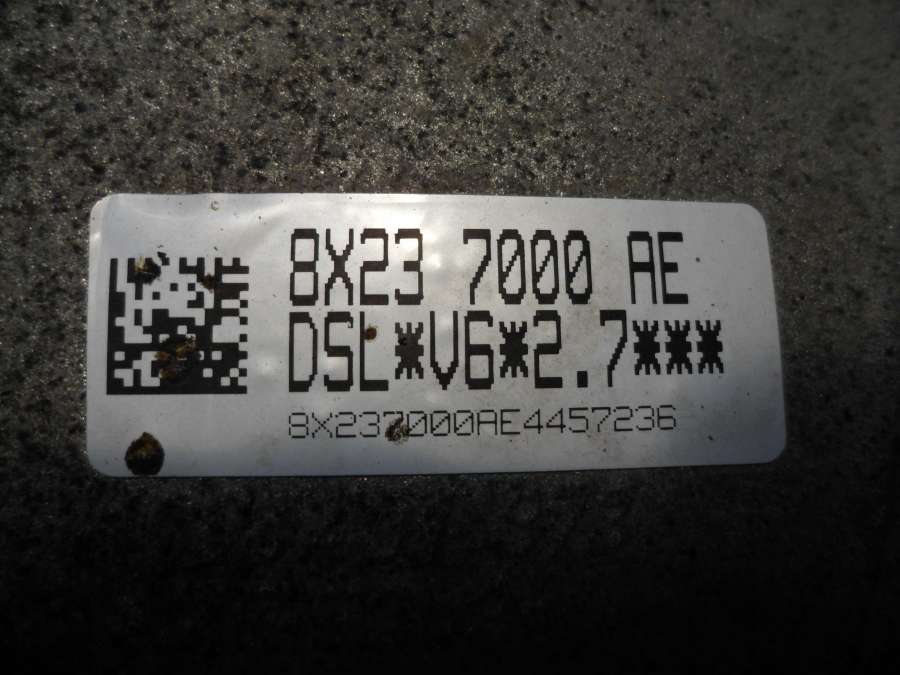 8X23 7000 AE
DSL*V6*2.7***
8X237000AE4457236